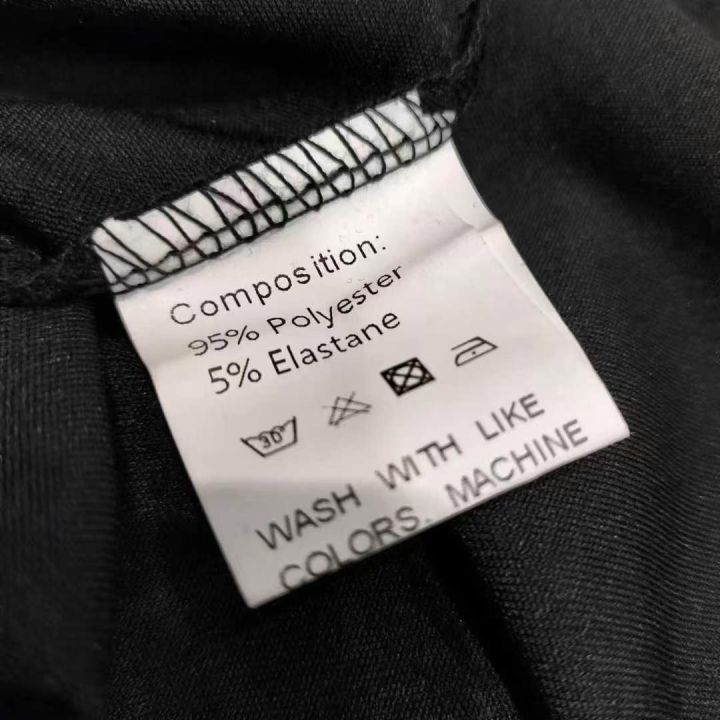 Composition:
95% Polyester
5% Elastane
30°
WASH WITH LIKE
COLORS. MACHINE